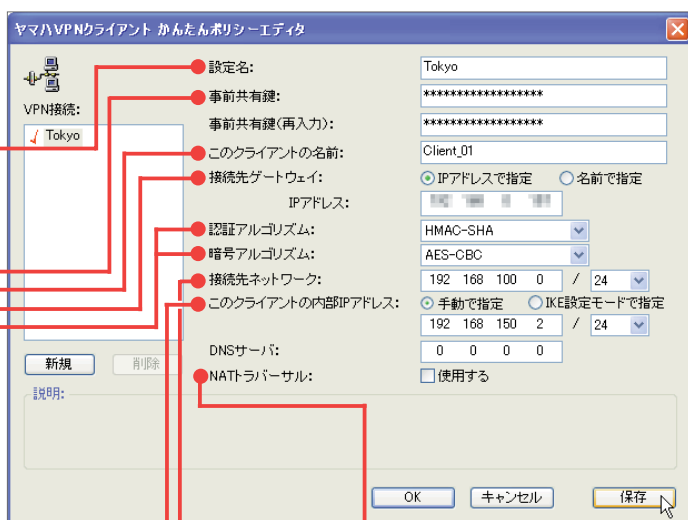 ヤマハVPNクライアント かんたんポリシーエディタ
VPN接続:
Tokyo
新規
削除
設定名:
Tokyo
事前共有鍵:
******************
事前共有鍵(再入力):
******************
このクライアントの名前:
Client_01
接続先ゲートウェイ:
IPアドレスで指定
名前で指定
IPアドレス:
認証アルゴリズム:
HMAC-SHA
暗号アルゴリズム:
AES-CBC
接続先ネットワーク:
192 168 100 0 / 24
このクライアントの内部IPアドレス:
手動で指定
IKE設定モードで指定
192 168 150 2 / 24
DNSサーバ:
0 0 0 0
NATトラバーサル:
使用する
説明:
OK
キャンセル
保存